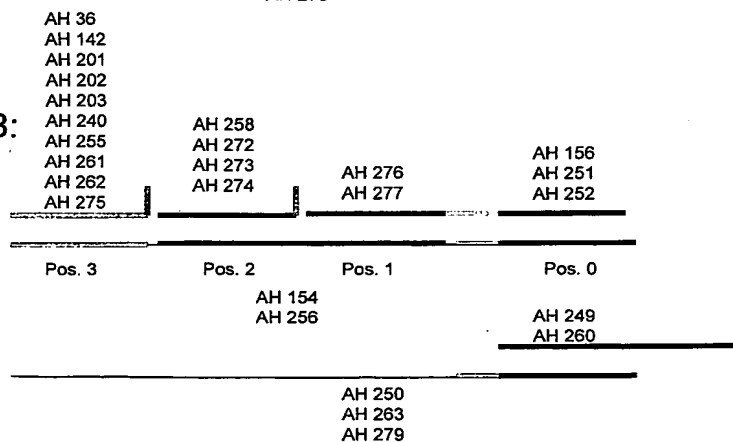 AH 36
AH 142
AH 201
AH 202
AH 203
AH 240
AH 255
AH 261
AH 262
AH 275
AH 258
AH 272
AH 273
AH 274
AH 276
AH 277
AH 156
AH 251
AH 252
Pos. 3 Pos. 2 Pos. 1 Pos. 0
AH 154
AH 256
AH 249
AH 260
AH 250
AH 263
AH 279